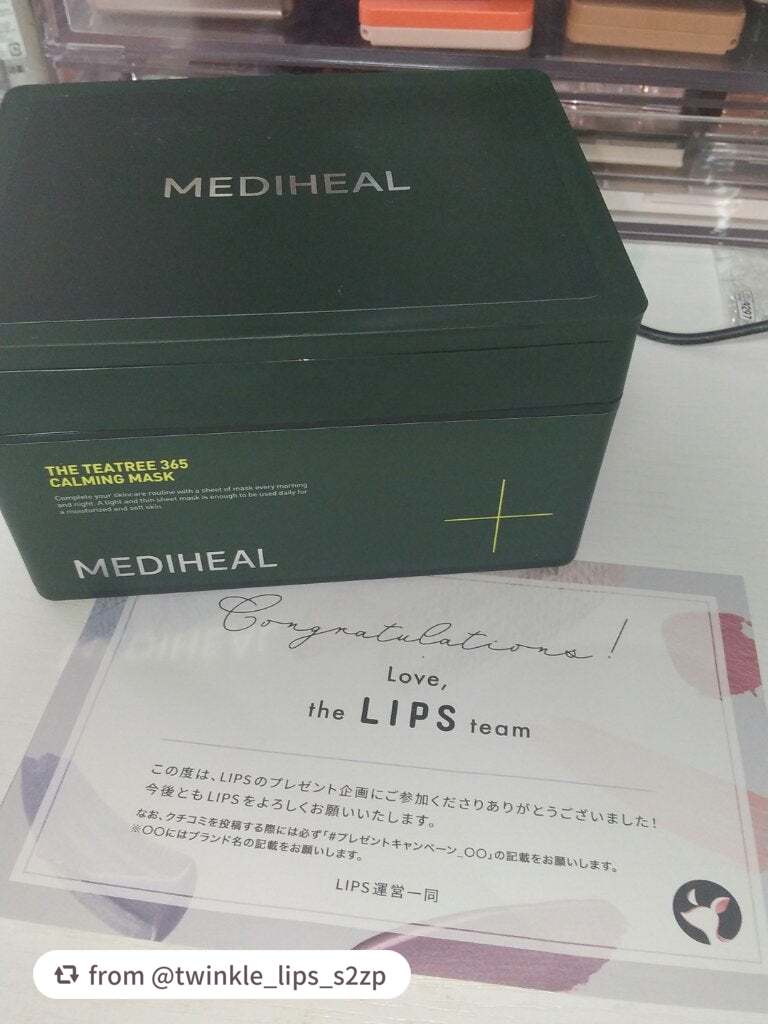 MEDIHEAL
THE TEATREE 365
CALMING MASK
Complete your skincare routine with a sheet of mask every morning
and night. A light and thin sheet mask is enough to be used daily for
a moisturized and soft skin.
MEDIHEAL
Congratulations!
Love,
the LIPS team
この度は、LIPSのプレゼント企画にご参加くださりありがとうございました!
今後ともLIPSをよろしくお願いいたします。
なお、クチコミを投稿する際には必ず「#プレゼントキャンペーン_〇〇」の記載をお願いします。
※〇〇にはブランド名の記載をお願いします。
LIPS運営一同
from @twinkle_lips_s2zp